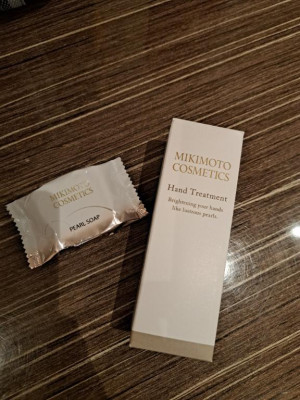 MIKIMOTO
COSMETICS
PEARL SOAP
MIKIMOTO
COSMETICS
Hand Treatment
Brightening your hands
like lustrous pearls.